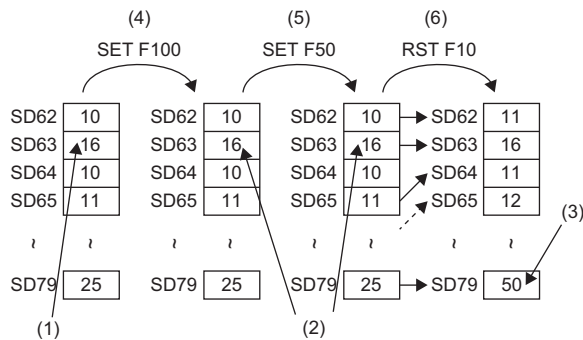 (4) (5) (6)
SET F100 SET F50 RST F10
SD62 10 SD62 10 SD62 10 SD62 11
SD63 16 SD63 16 SD63 16 SD63 16
SD64 10 SD64 10 SD64 10 SD64 11
SD65 11 SD65 11 SD65 11 SD65 12
~ ~ ~ ~ ~ ~ ~ ~ (3)
SD79 25 SD79 25 SD79 25 SD79 50
(1) (2)